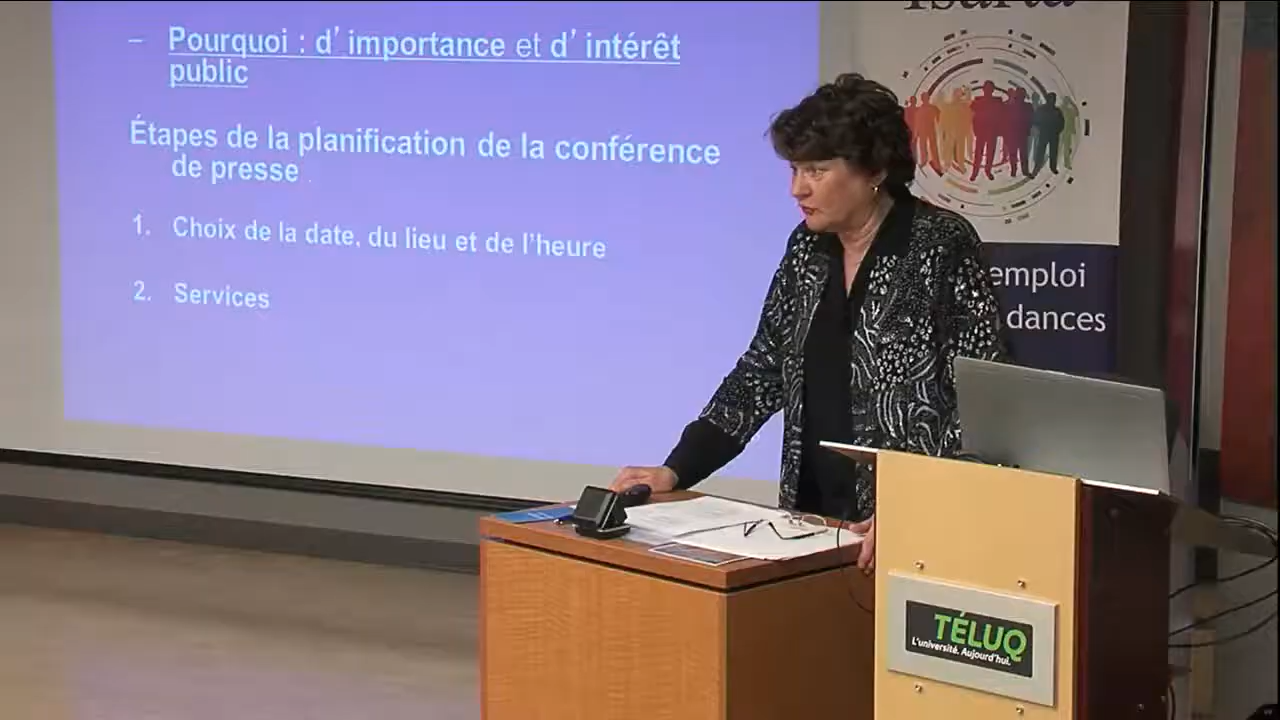 – Pourquoi : d’importance et d’intérêt
public
Étapes de la planification de la conférence
de presse
1. Choix de la date, du lieu et de l’heure
2. Services
Isarta
emploi
dances
TÉLUQ
L'université. Aujourd'hui.